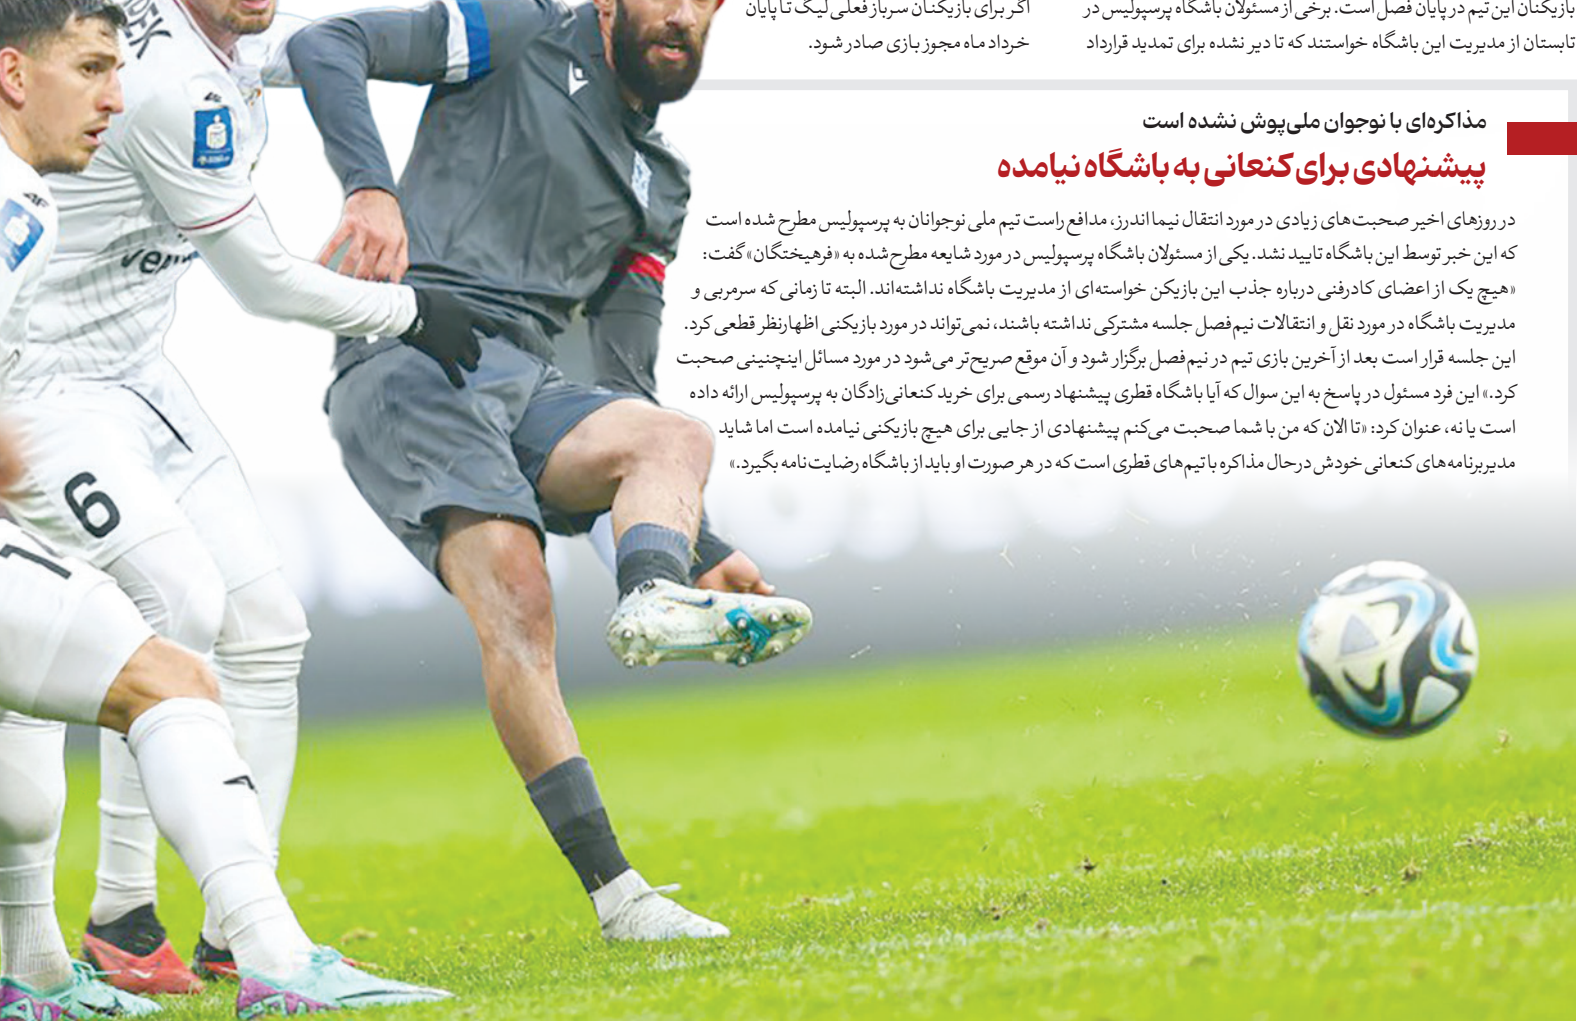 بازیکنان این تیم در پایان فصل است. برخی از مسئولان باشگاه پرسپولیس در
تابستان از مدیریت این باشگاه خواستند که تا دیر نشده برای تمدید قرارداد
اگر برای بازیکنان سرباز فعلی لیگ تا پایان
خرداد ماه مجوز بازی صادر شود.
مذاکره‌ای با نوجوان ملی‌پوش نشده است
پیشنهادی برای کنعانی به باشگاه نیامده
در روزهای اخیر صحبت‌های زیادی در مورد انتقال نیما اندرز، مدافع راست تیم ملی نوجوانان به پرسپولیس مطرح شده است
که این خبر توسط این باشگاه تایید نشد. یکی از مسئولان باشگاه پرسپولیس در مورد شایعه مطرح‌شده به «فرهیختگان» گفت:
«هیچ یک از اعضای کادرفنی درباره جذب این بازیکن خواسته‌ای از مدیریت باشگاه نداشته‌اند. البته تا زمانی که سرمربی و
مدیریت باشگاه در مورد نقل و انتقالات نیم‌فصل جلسه مشترکی نداشته باشند، نمی‌تواند در مورد بازیکنی اظهارنظر قطعی کرد.
این جلسه قرار است بعد از آخرین بازی تیم در نیم‌فصل برگزار شود و آن موقع صریح‌تر می‌شود در مورد مسائل اینچنینی صحبت
کرد.» این فرد مسئول در پاسخ به این سوال که آیا باشگاه قطری پیشنهاد رسمی برای خرید کنعانی‌زادگان به پرسپولیس ارائه داده
است یا نه، عنوان کرد: «تا الان که من با شما صحبت می‌کنم پیشنهادی از جایی برای هیچ بازیکنی نیامده است اما شاید
مدیربرنامه‌های کنعانی خودش درحال مذاکره با تیم‌های قطری است که در هر صورت او باید از باشگاه رضایت‌نامه بگیرد.»
6
1